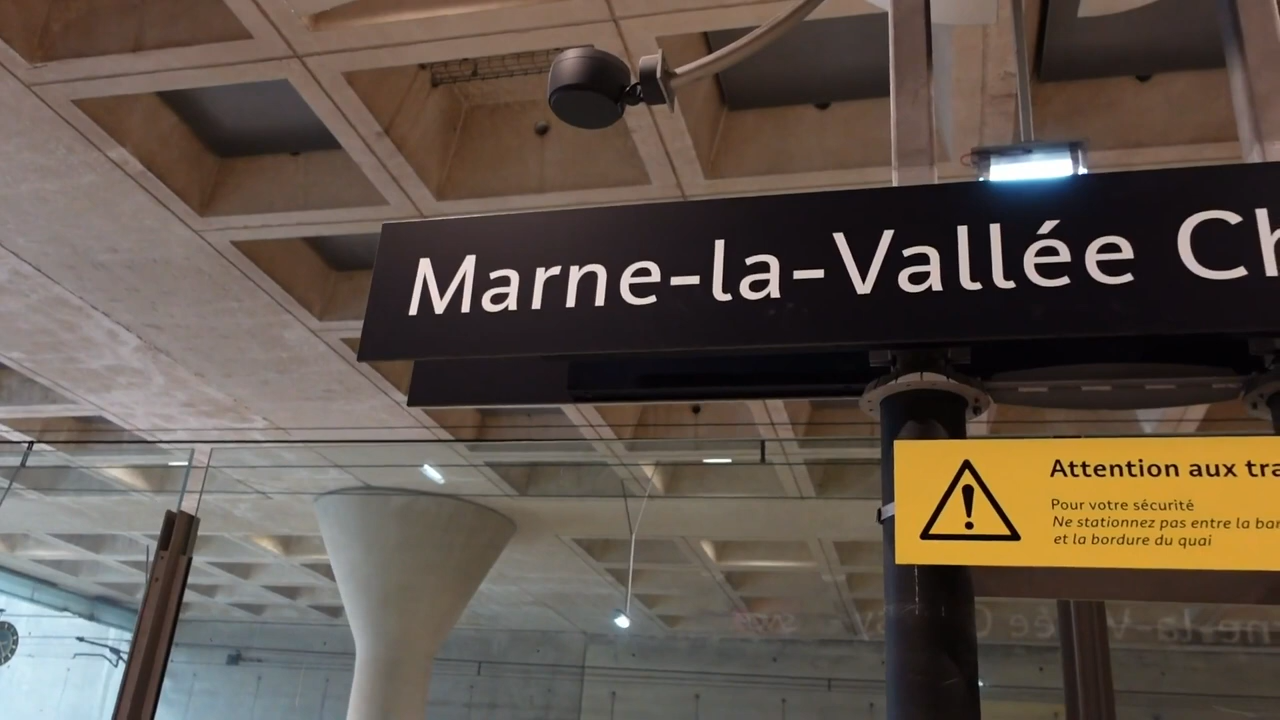 Marne-la-Vallée Ch
Attention aux tra
Pour votre sécurité
Ne stationnez pas entre la bar
et la bordure du quai